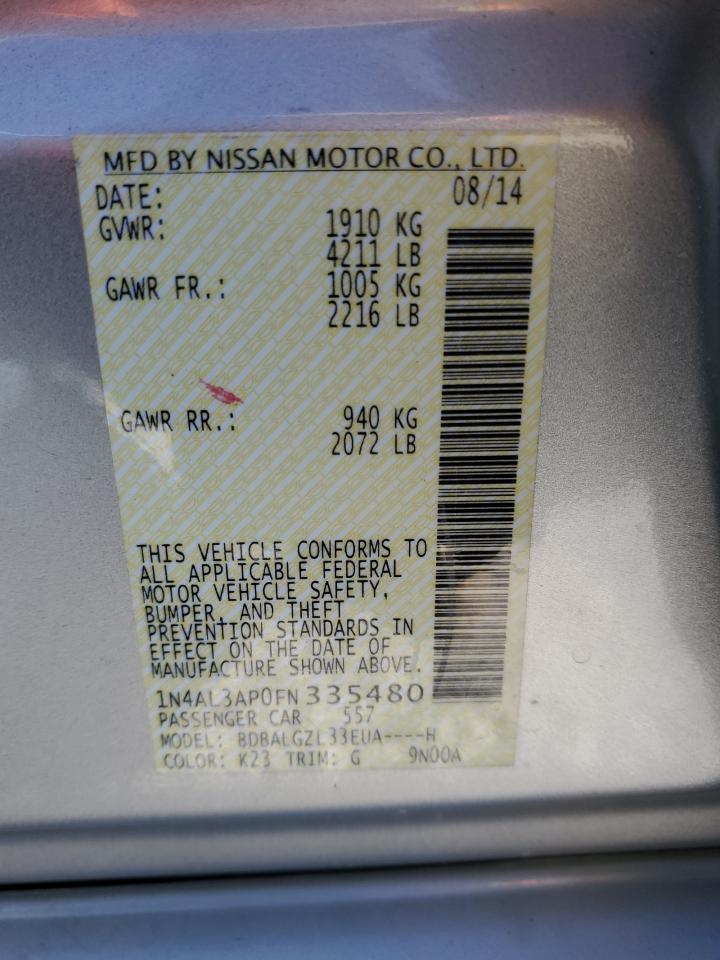 MFD BY NISSAN MOTOR CO., LTD.
DATE: 08/14
GVWR: 1910 KG
4211 LB
GAWR FR.: 1005 KG
2216 LB
GAWR RR.: 940 KG
2072 LB
THIS VEHICLE CONFORMS TO
ALL APPLICABLE FEDERAL
MOTOR VEHICLE SAFETY,
BUMPER, AND THEFT
PREVENTION STANDARDS IN
EFFECT ON THE DATE OF
MANUFACTURE SHOWN ABOVE.
1N4AL3AP0FN335480
PASSENGER CAR 557
MODEL: BDBALGZL33EUA----H
COLOR: K23 TRIM: G 9N00A